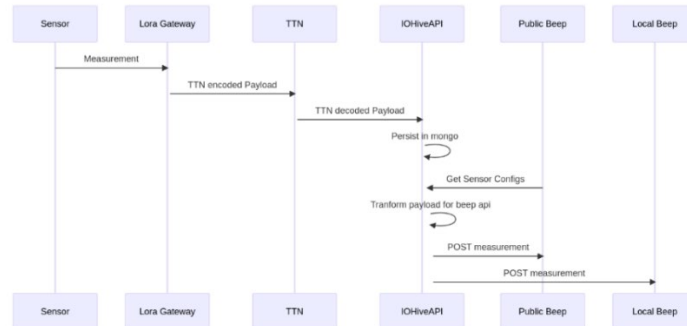 Sensor
Lora Gateway
TTN
IOHiveAPI
Public Beep
Local Beep
Measurement
TTN encoded Payload
TTN decoded Payload
Persist in mongo
Get Sensor Configs
Tranform payload for beep api
POST measurement
POST measurement
Sensor
Lora Gateway
TTN
IOHiveAPI
Public Beep
Local Beep